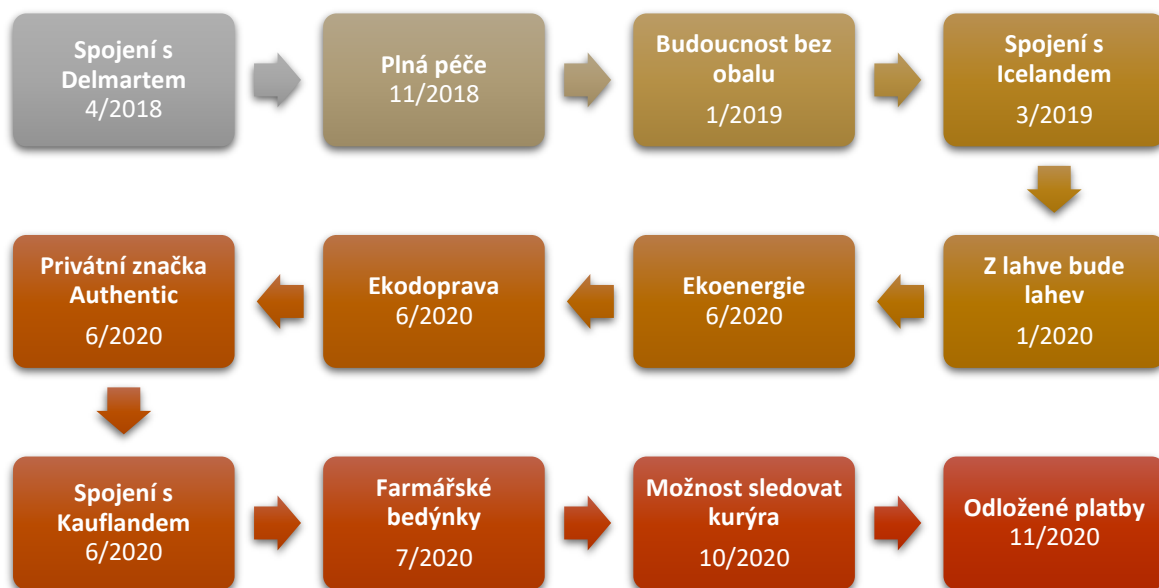 Spojení s
Delmartem
4/2018
Plná péče
11/2018
Budoucnost bez
obalu
1/2019
Spojení s
Icelandem
3/2019
Z lahve bude
lahev
1/2020
Ekoenergie
6/2020
Ekodoprava
6/2020
Privátní značka
Authentic
6/2020
Spojení s
Kauflandem
6/2020
Farmářské
bedýnky
7/2020
Možnost sledovat
kurýra
10/2020
Odložené platby
11/2020